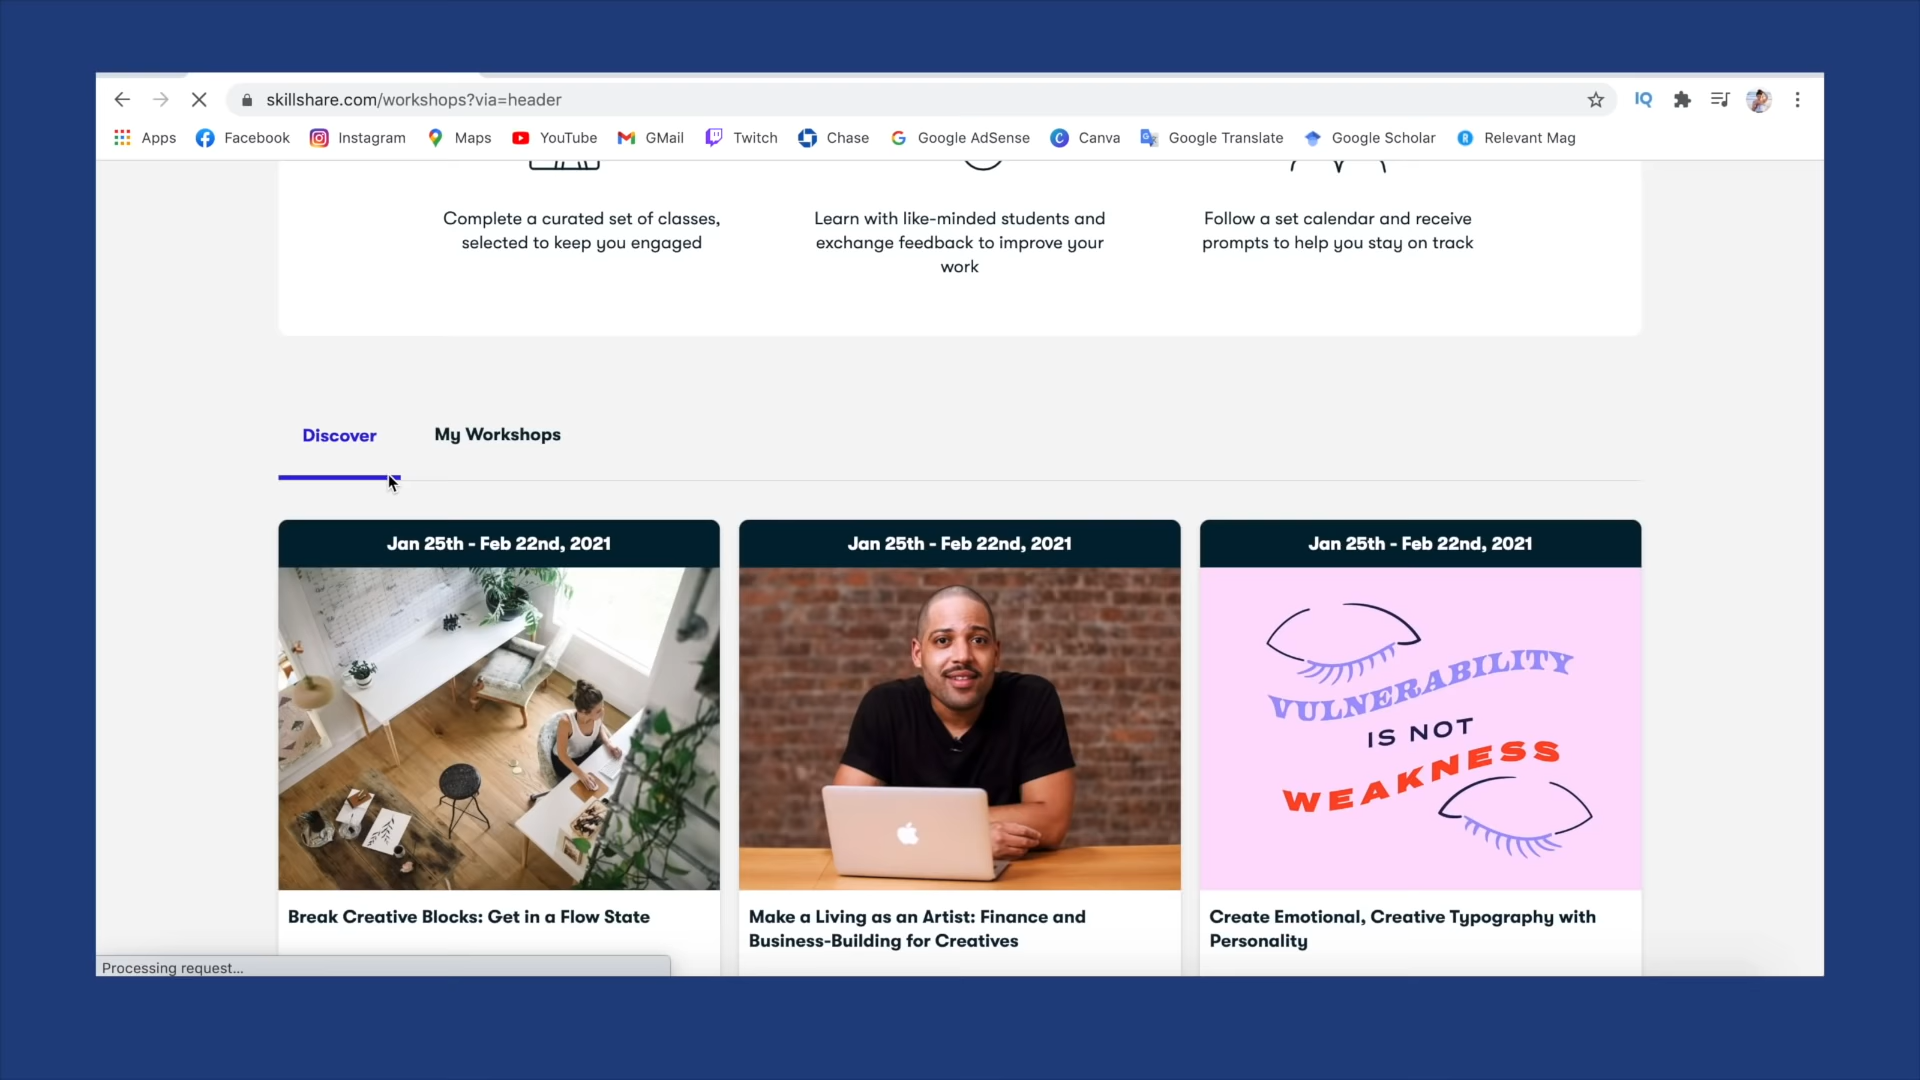 skillshare.com/workshops?via=header
IQ
Apps Facebook Instagram Maps YouTube GMail Twitch Chase Google AdSense Canva Google Translate Google Scholar Relevant Mag
Complete a curated set of classes,
selected to keep you engaged
Learn with like-minded students and
exchange feedback to improve your
work
Follow a set calendar and receive
prompts to help you stay on track
Discover My Workshops
Jan 25th - Feb 22nd, 2021
Jan 25th - Feb 22nd, 2021
Jan 25th - Feb 22nd, 2021
VULNERABILITY
IS NOT
WEAKNESS
Break Creative Blocks: Get in a Flow State
Make a Living as an Artist: Finance and
Business-Building for Creatives
Create Emotional, Creative Typography with
Personality
Processing request...